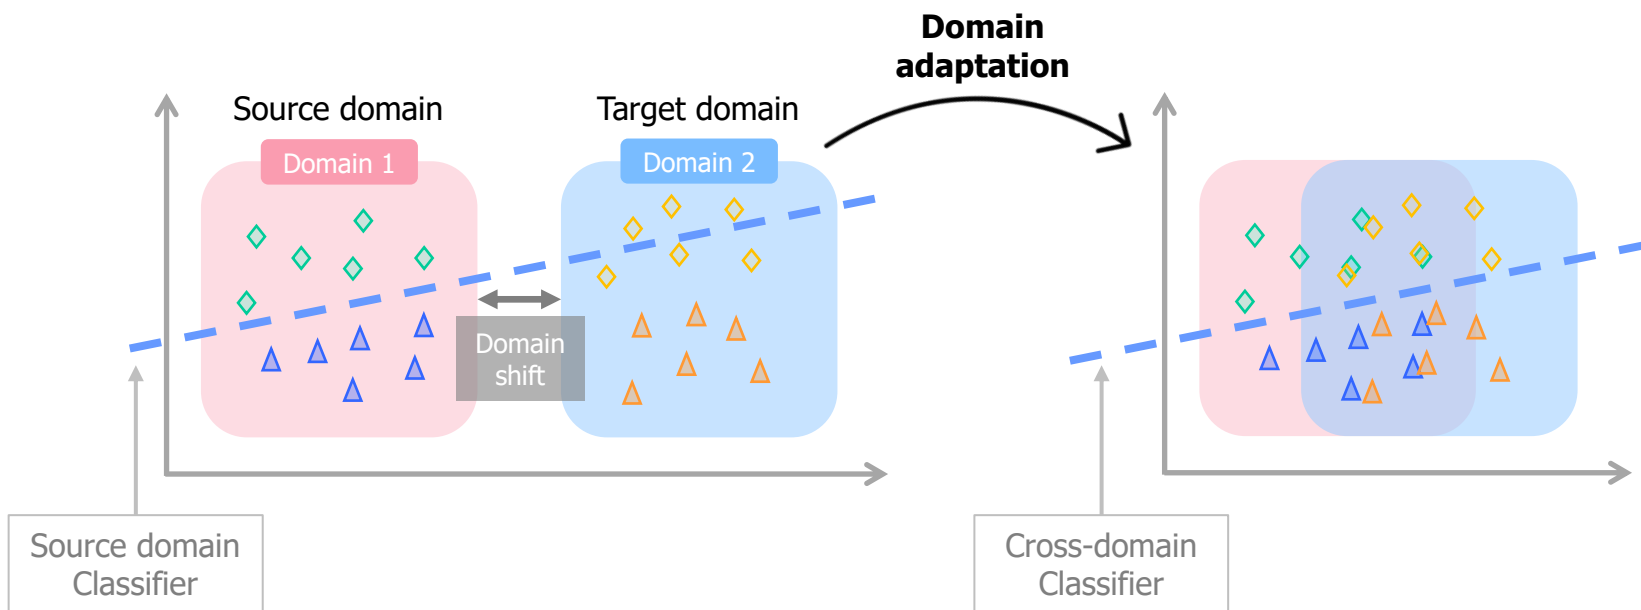 Domain
adaptation
Source domain
Target domain
Domain 1
Domain 2
Domain
shift
Source domain
Classifier
Cross-domain
Classifier